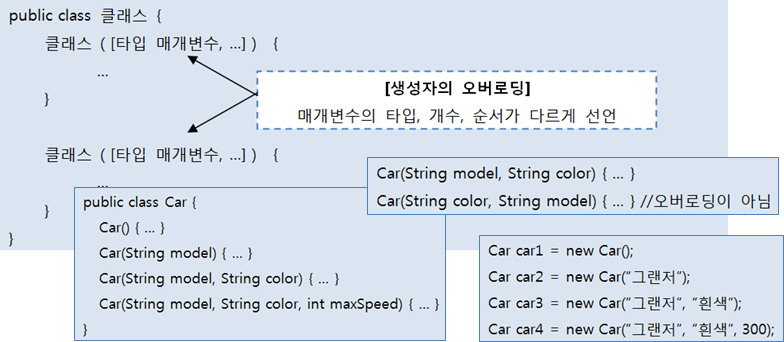 public class 클래스 {
클래스 ( [타입 매개변수, ...] ) {
...
}
[생성자의 오버로딩]
매개변수의 타입, 개수, 순서가 다르게 선언
클래스 ( [타입 매개변수, ...] ) {
...
}
}
Car(String model, String color) { ... }
Car(String color, String model) { ... } //오버로딩이 아님
public class Car {
Car() { ... }
Car(String model) { ... }
Car(String model, String color) { ... }
Car(String model, String color, int maxSpeed) { ... }
}
Car car1 = new Car();
Car car2 = new Car(“그랜저”);
Car car3 = new Car(“그랜저”, “흰색”);
Car car4 = new Car(“그랜저”, “흰색”, 300);